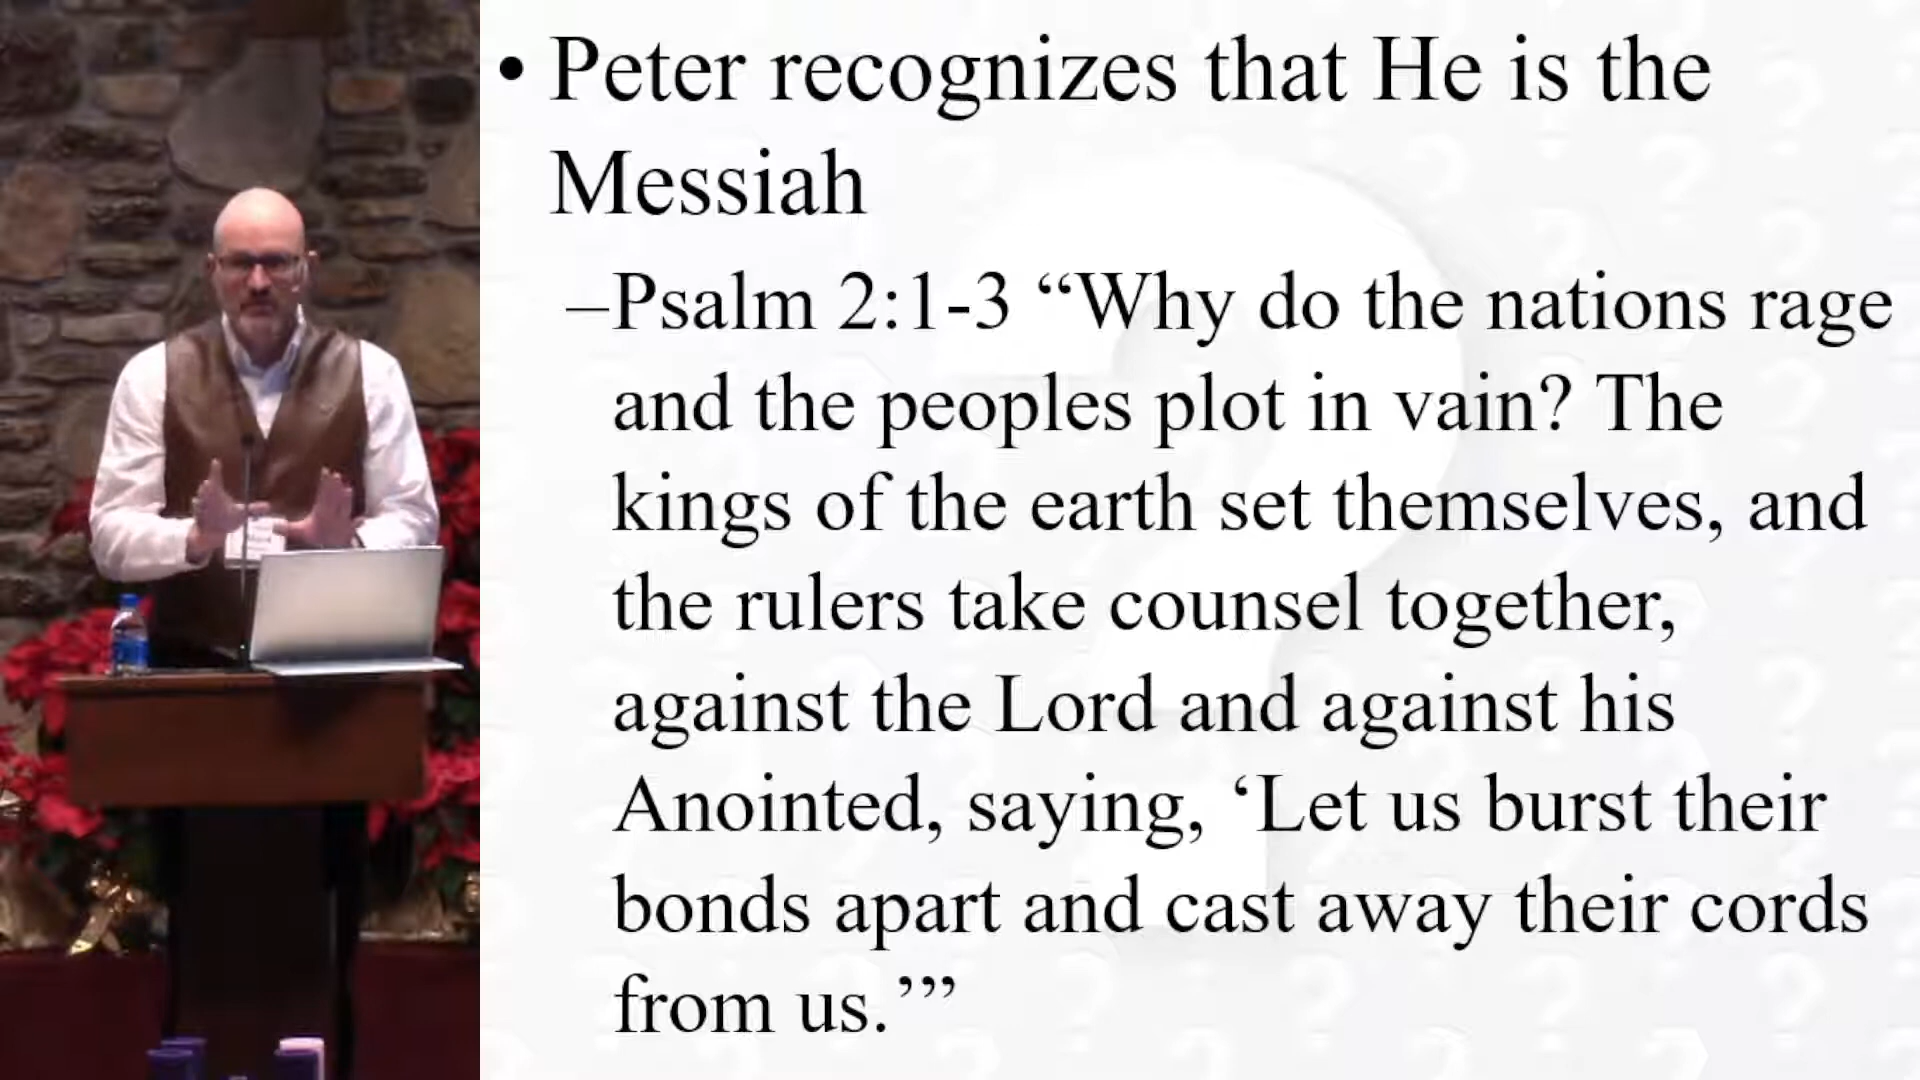 • Peter recognizes that He is the
Messiah
–Psalm 2:1-3 “Why do the nations rage
and the peoples plot in vain? The
kings of the earth set themselves, and
the rulers take counsel together,
against the Lord and against his
Anointed, saying, ‘Let us burst their
bonds apart and cast away their cords
from us.’”